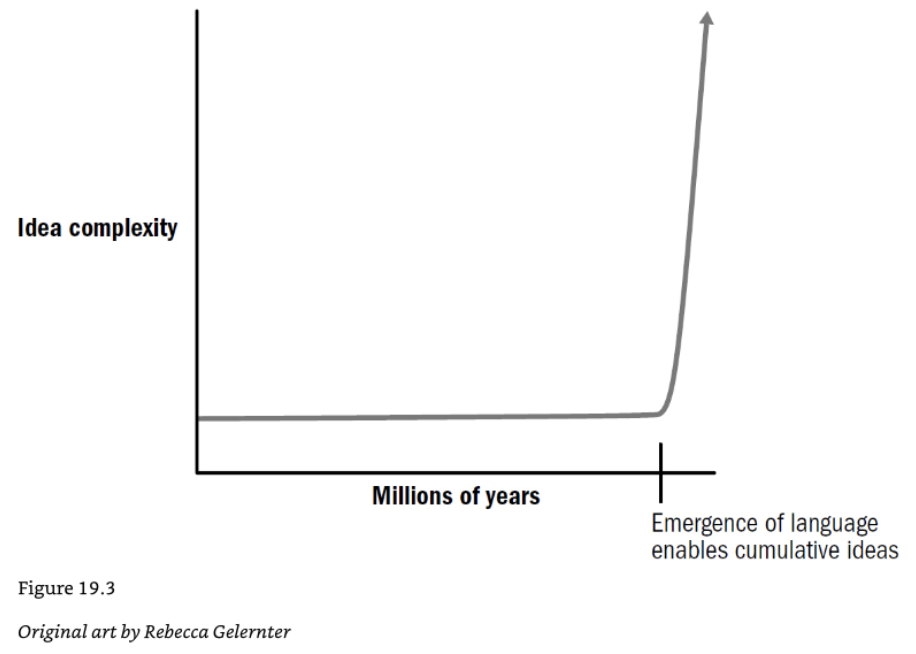 Idea complexity
Millions of years
Emergence of language
enables cumulative ideas
Figure 19.3
Original art by Rebecca Gelernter